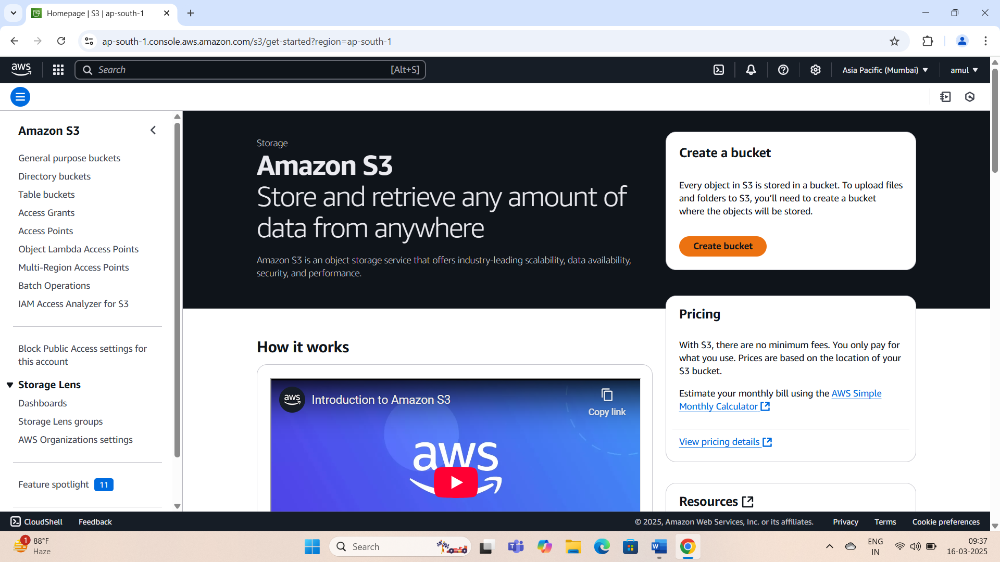 Homepage | S3 | ap-south-1
ap-south-1.console.aws.amazon.com/s3/get-started?region=ap-south-1
aws
Search
[Alt+S]
Asia Pacific (Mumbai)
amul
Amazon S3
General purpose buckets
Directory buckets
Table buckets
Access Grants
Access Points
Object Lambda Access Points
Multi-Region Access Points
Batch Operations
IAM Access Analyzer for S3
Block Public Access settings for
this account
Storage Lens
Dashboards
Storage Lens groups
AWS Organizations settings
Feature spotlight 11
Storage
Amazon S3
Store and retrieve any amount of
data from anywhere
Amazon S3 is an object storage service that offers industry-leading scalability, data availability,
security, and performance.
Create a bucket
Every object in S3 is stored in a bucket. To upload files
and folders to S3, you’ll need to create a bucket
where the objects will be stored.
Create bucket
How it works
aws
Introduction to Amazon S3
Copy link
aws
Pricing
With S3, there are no minimum fees. You only pay for
what you use. Prices are based on the location of your
S3 bucket.
Estimate your monthly bill using the AWS Simple
Monthly Calculator
View pricing details
Resources
CloudShell
Feedback
© 2025, Amazon Web Services, Inc. or its affiliates.
Privacy
Terms
Cookie preferences
1
88°F
Haze
Search
T
W
ENG
IN
09:37
16-03-2025